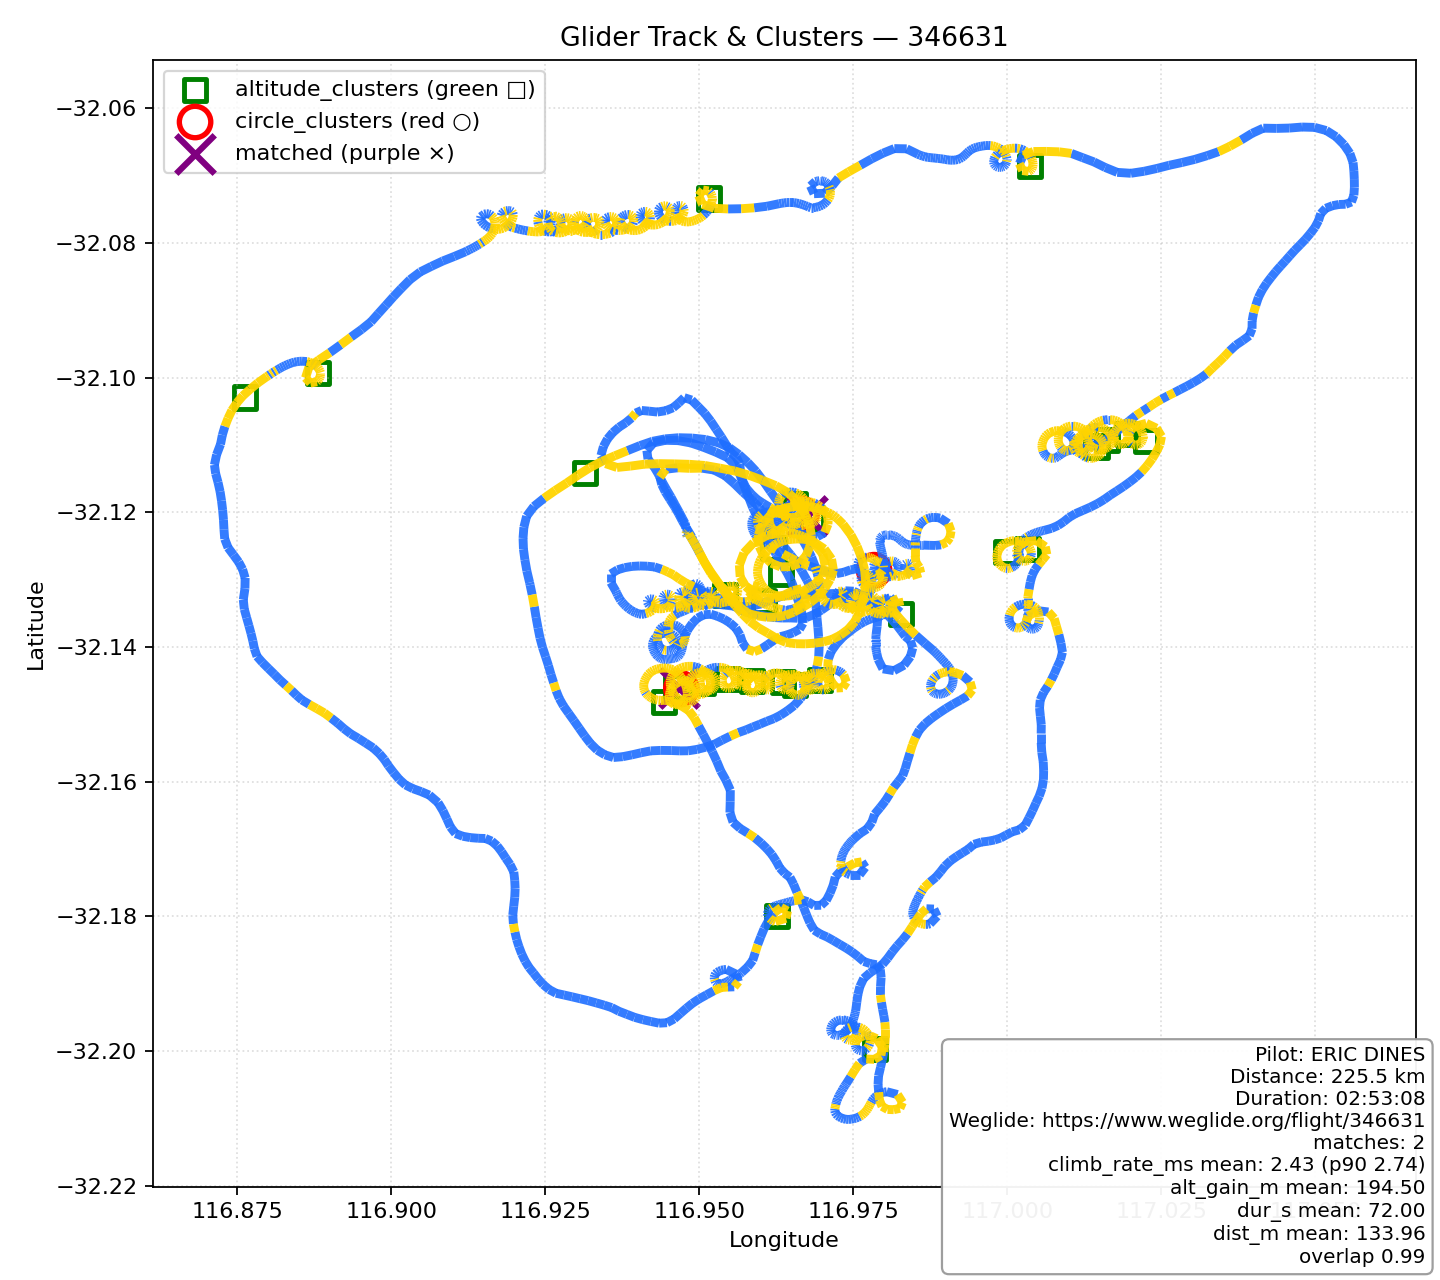 Glider Track & Clusters — 346631
altitude_clusters (green □)
circle_clusters (red ○)
matched (purple ×)
Latitude
−32.06
−32.08
−32.10
−32.12
−32.14
−32.16
−32.18
−32.20
−32.22
116.875 116.900 116.925 116.950 116.975 117.000 117.025
Longitude
Pilot: ERIC DINES
Distance: 225.5 km
Duration: 02:53:08
Weglide: https://www.weglide.org/flight/346631
matches: 2
climb_rate_ms mean: 2.43 (p90 2.74)
alt_gain_m mean: 194.50
dur_s mean: 72.00
dist_m mean: 133.96
overlap 0.99